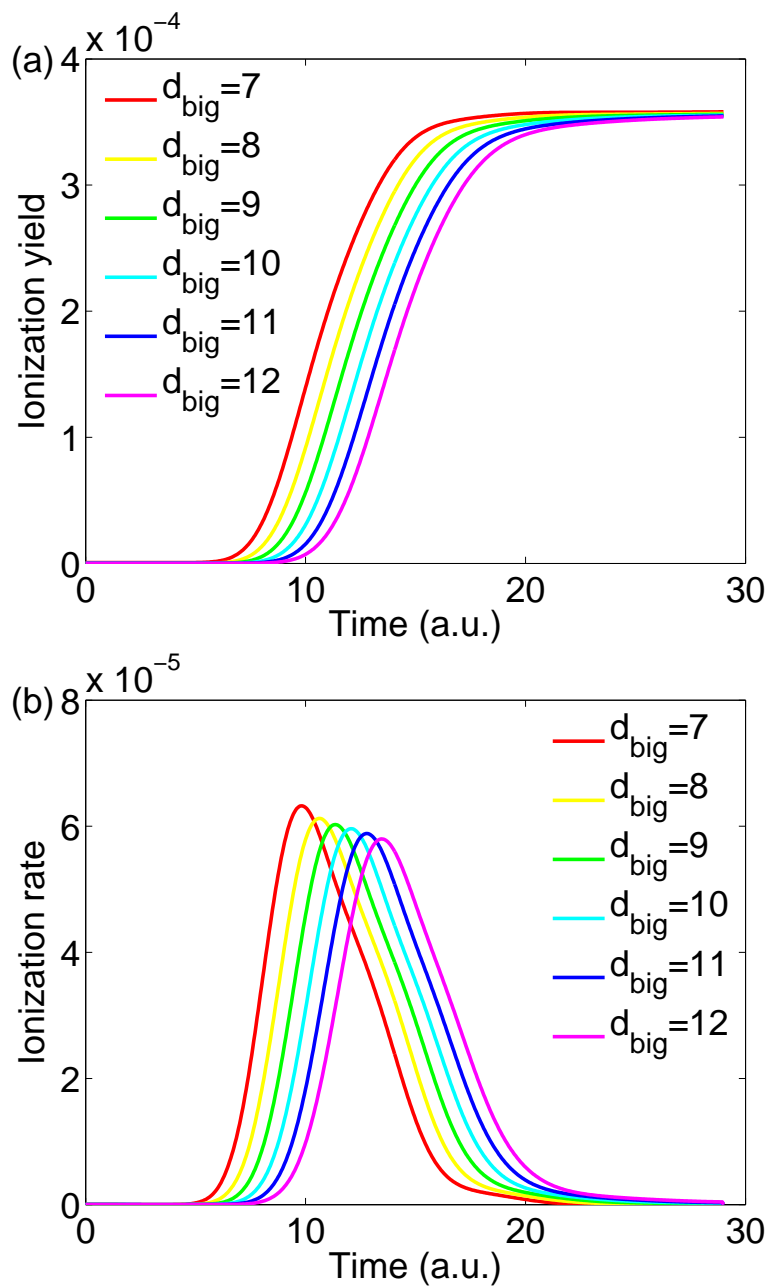 x 10⁻⁴
(a)
4
3
2
1
0
Ionization yield
d_big=7
d_big=8
d_big=9
d_big=10
d_big=11
d_big=12
0 10 20 30
Time (a.u.)
x 10⁻⁵
(b)
8
6
4
2
0
Ionization rate
d_big=7
d_big=8
d_big=9
d_big=10
d_big=11
d_big=12
0 10 20 30
Time (a.u.)